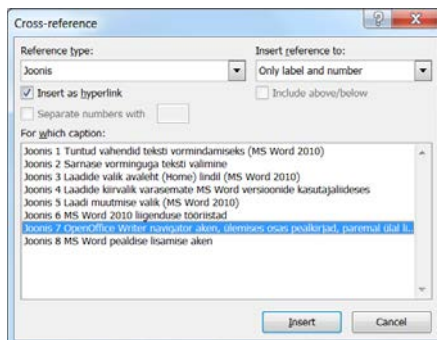 Cross-reference
Reference type:
Insert reference to:
Joonis
Only label and number
Insert as hyperlink
Include above/below
Separate numbers with
For which caption:
Joonis 1 Tuntud vahendid teksti vormindamiseks (MS Word 2010)
Joonis 2 Sarnase vorminguga teksti valimine
Joonis 3 Laadide valik avaleht (Home) lindil (MS Word 2010)
Joonis 4 Laadide kiirvalik varasemate MS Word versioonide kasutajaliideses
Joonis 5 Laadi muutmise valik (MS Word 2010)
Joonis 6 MS Word 2010 liigenduse tööriistad
Joonis 7 OpenOffice Writer navigator aken, ülemises osas pealkirjad, paremal ülal li...
Joonis 8 MS Word pealdise lisamise aken
Insert
Cancel